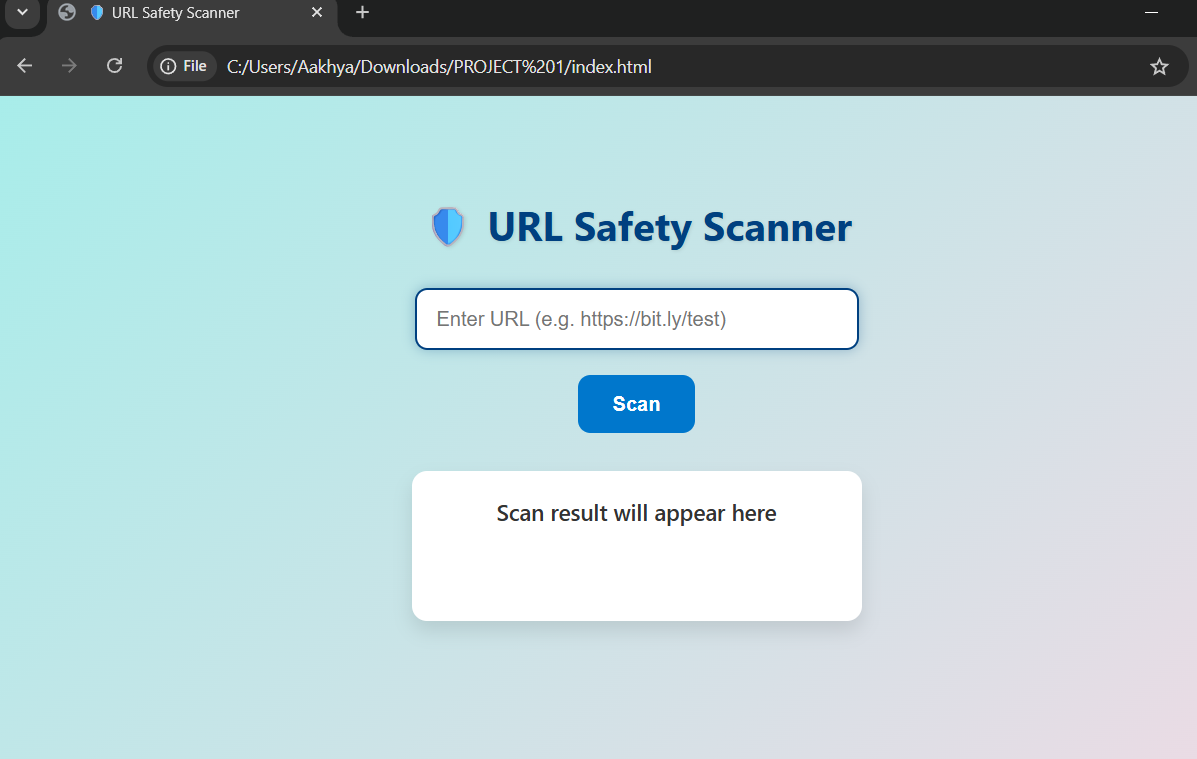 URL Safety Scanner
File C:/Users/Aakhya/Downloads/PROJECT%201/index.html
URL Safety Scanner
Enter URL (e.g. https://bit.ly/test)
Scan
Scan result will appear here